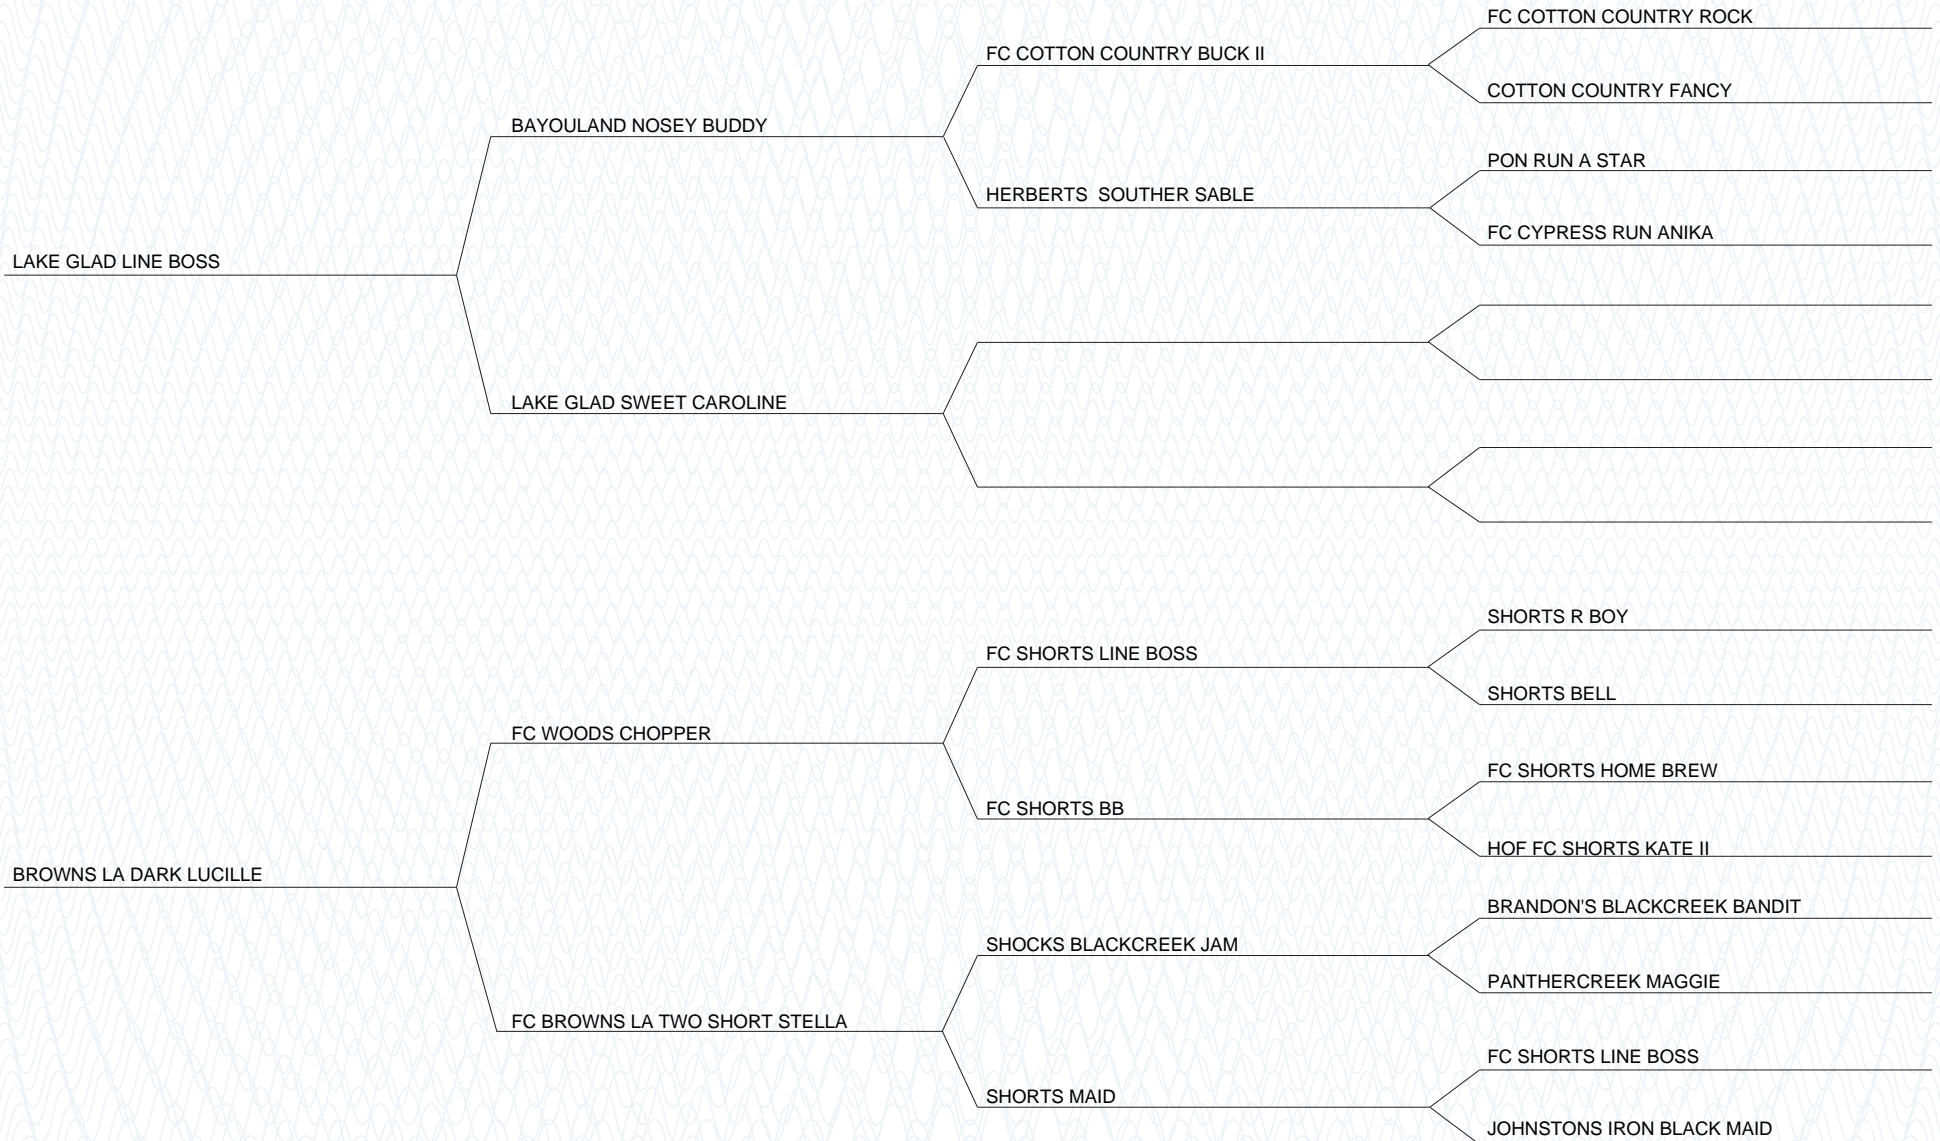 FC COTTON COUNTRY ROCK
FC COTTON COUNTRY BUCK II
COTTON COUNTRY FANCY
BAYOULAND NOSEY BUDDY
PON RUN A STAR
HERBERTS  SOUTHER SABLE
FC CYPRESS RUN ANIKA
LAKE GLAD LINE BOSS
LAKE GLAD SWEET CAROLINE
SHORTS R BOY
FC SHORTS LINE BOSS
SHORTS BELL
FC WOODS CHOPPER
FC SHORTS HOME BREW
FC SHORTS BB
HOF FC SHORTS KATE II
BROWNS LA DARK LUCILLE
BRANDON'S BLACKCREEK BANDIT
SHOCKS BLACKCREEK JAM
PANTHERCREEK MAGGIE
FC BROWNS LA TWO SHORT STELLA
FC SHORTS LINE BOSS
SHORTS MAID
JOHNSTONS IRON BLACK MAID